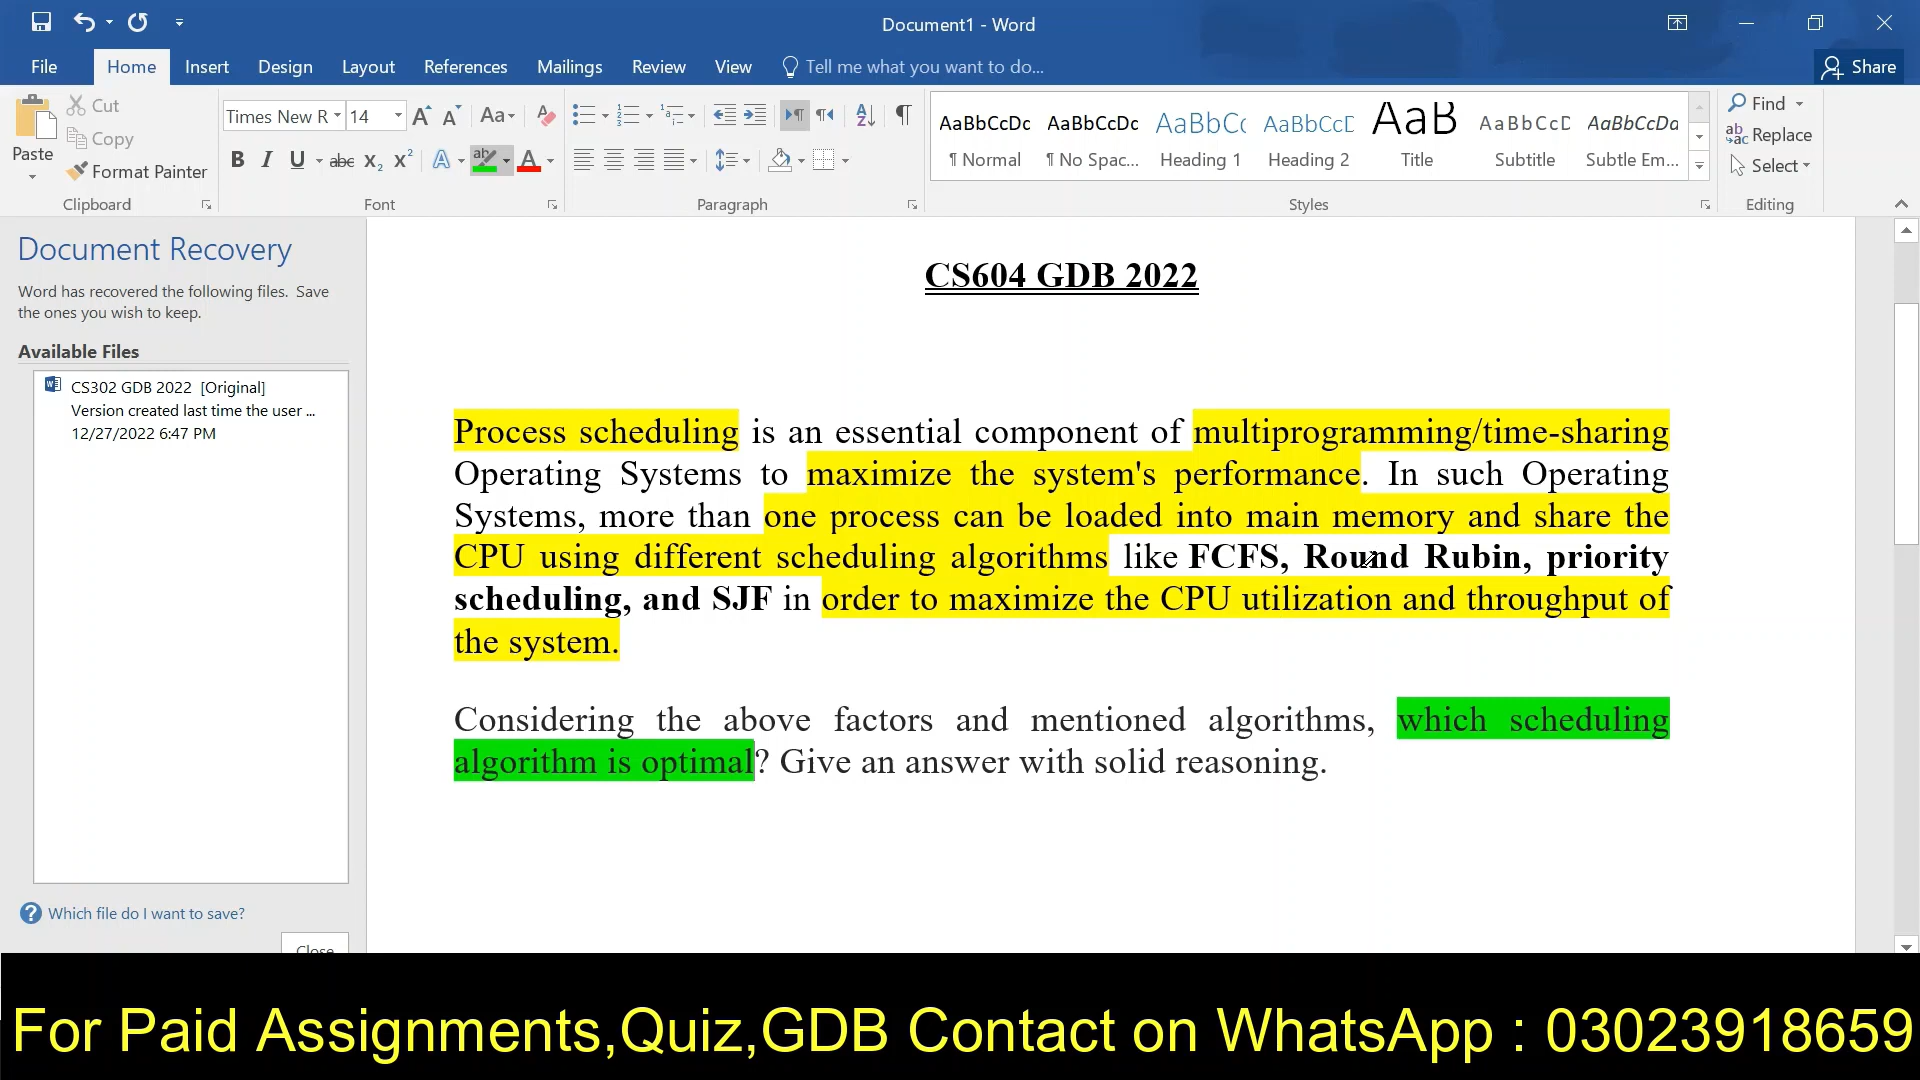 Document1 - Word
File Home Insert Design Layout References Mailings Review View Tell me what you want to do... Share
Paste
Cut
Copy
Format Painter
Clipboard
Times New R 14
Font
Paragraph
AaBbCcDc AaBbCcDc AaBbCc AaBbCcD AaB AaBbCcD AaBbCcDa
¶ Normal ¶ No Spac... Heading 1 Heading 2 Title Subtitle Subtle Em...
Styles
Find
Replace
Select
Editing
Document Recovery
Word has recovered the following files. Save
the ones you wish to keep.
Available Files
CS302 GDB 2022 [Original]
Version created last time the user ...
12/27/2022 6:47 PM
Which file do I want to save?
Close
CS604 GDB 2022
Process scheduling is an essential component of multiprogramming/time-sharing
Operating Systems to maximize the system's performance. In such Operating
Systems, more than one process can be loaded into main memory and share the
CPU using different scheduling algorithms like FCFS, Round Rubin, priority
scheduling, and SJF in order to maximize the CPU utilization and throughput of
the system.
Considering the above factors and mentioned algorithms, which scheduling
algorithm is optimal? Give an answer with solid reasoning.
For Paid Assignments,Quiz,GDB Contact on WhatsApp : 03023918659